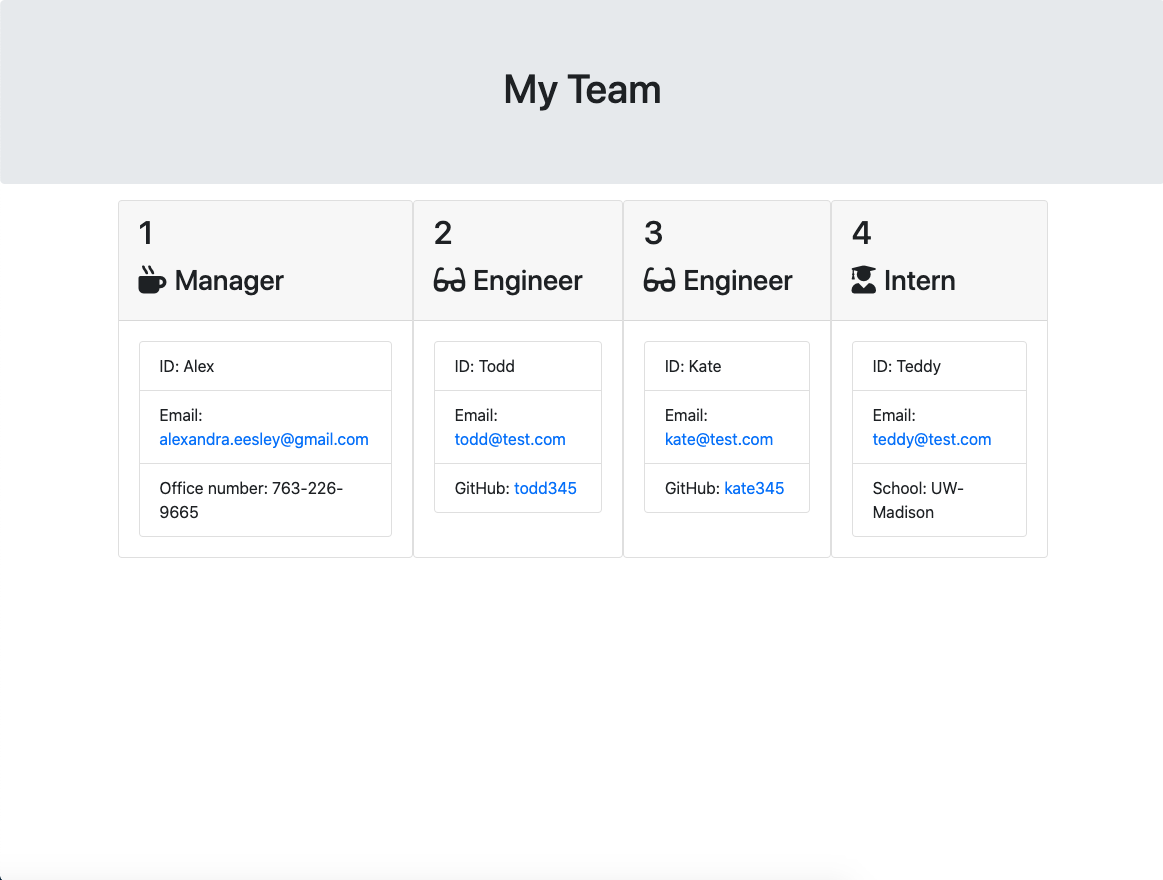 My Team
1
Manager
ID: Alex
Email:
alexandra.eesley@gmail.com
Office number: 763-226-
9665
2
Engineer
ID: Todd
Email:
todd@test.com
GitHub: todd345
3
Engineer
ID: Kate
Email:
kate@test.com
GitHub: kate345
4
Intern
ID: Teddy
Email:
teddy@test.com
School: UW-
Madison